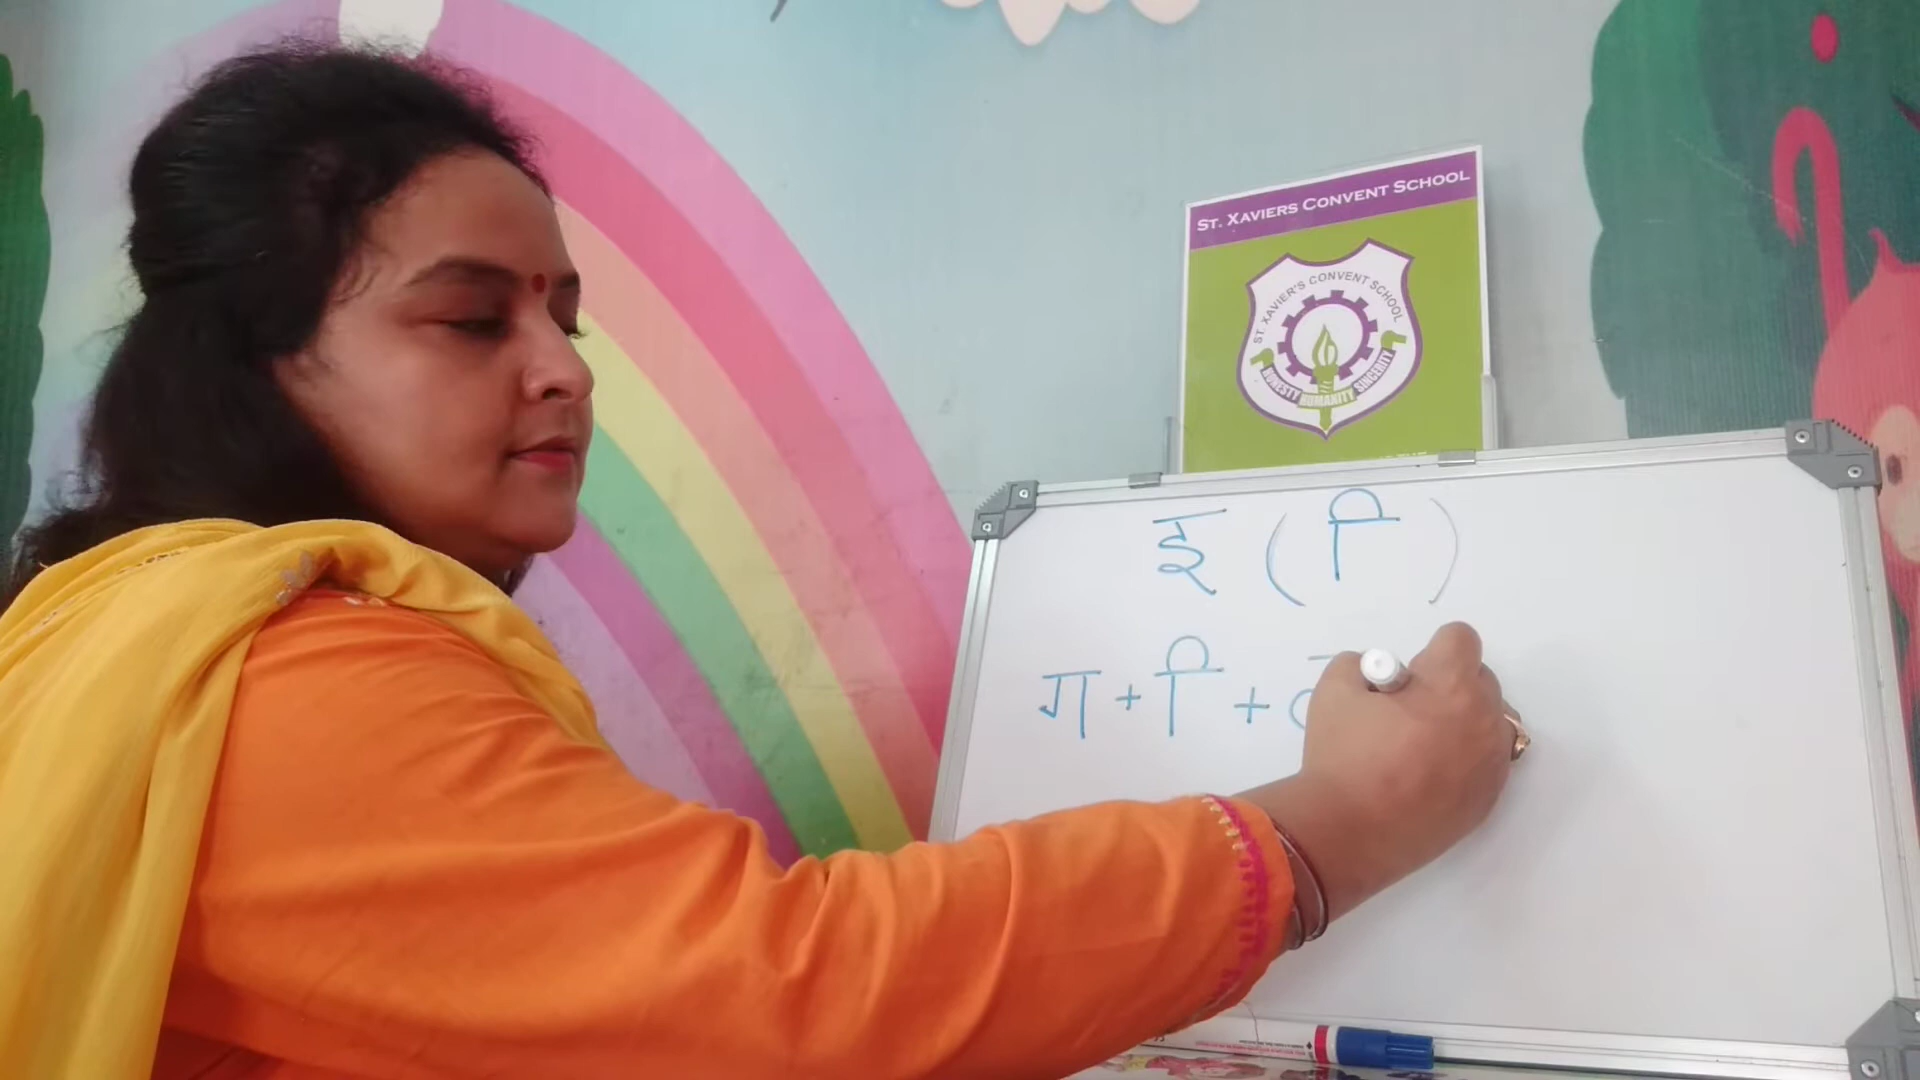 ST. XAVIERS CONVENT SCHOOL
ST. XAVIER'S CONVENT SCHOOL
HONESTY HUMANITY SINCERITY
इ ( ि )
ग + ि +